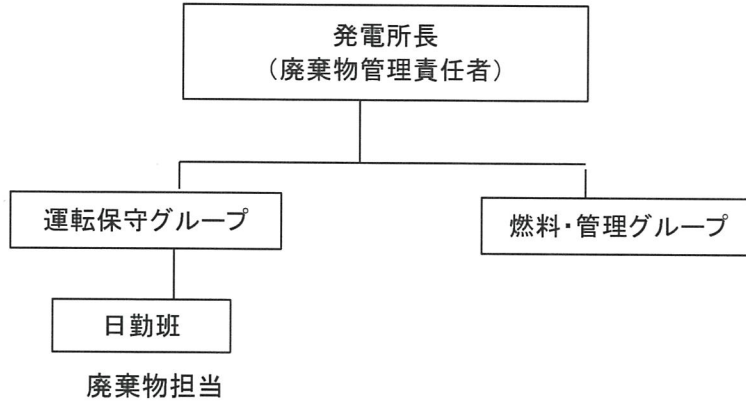 発電所長
(廃棄物管理責任者)
運転保守グループ
燃料・管理グループ
日勤班
廃棄物担当